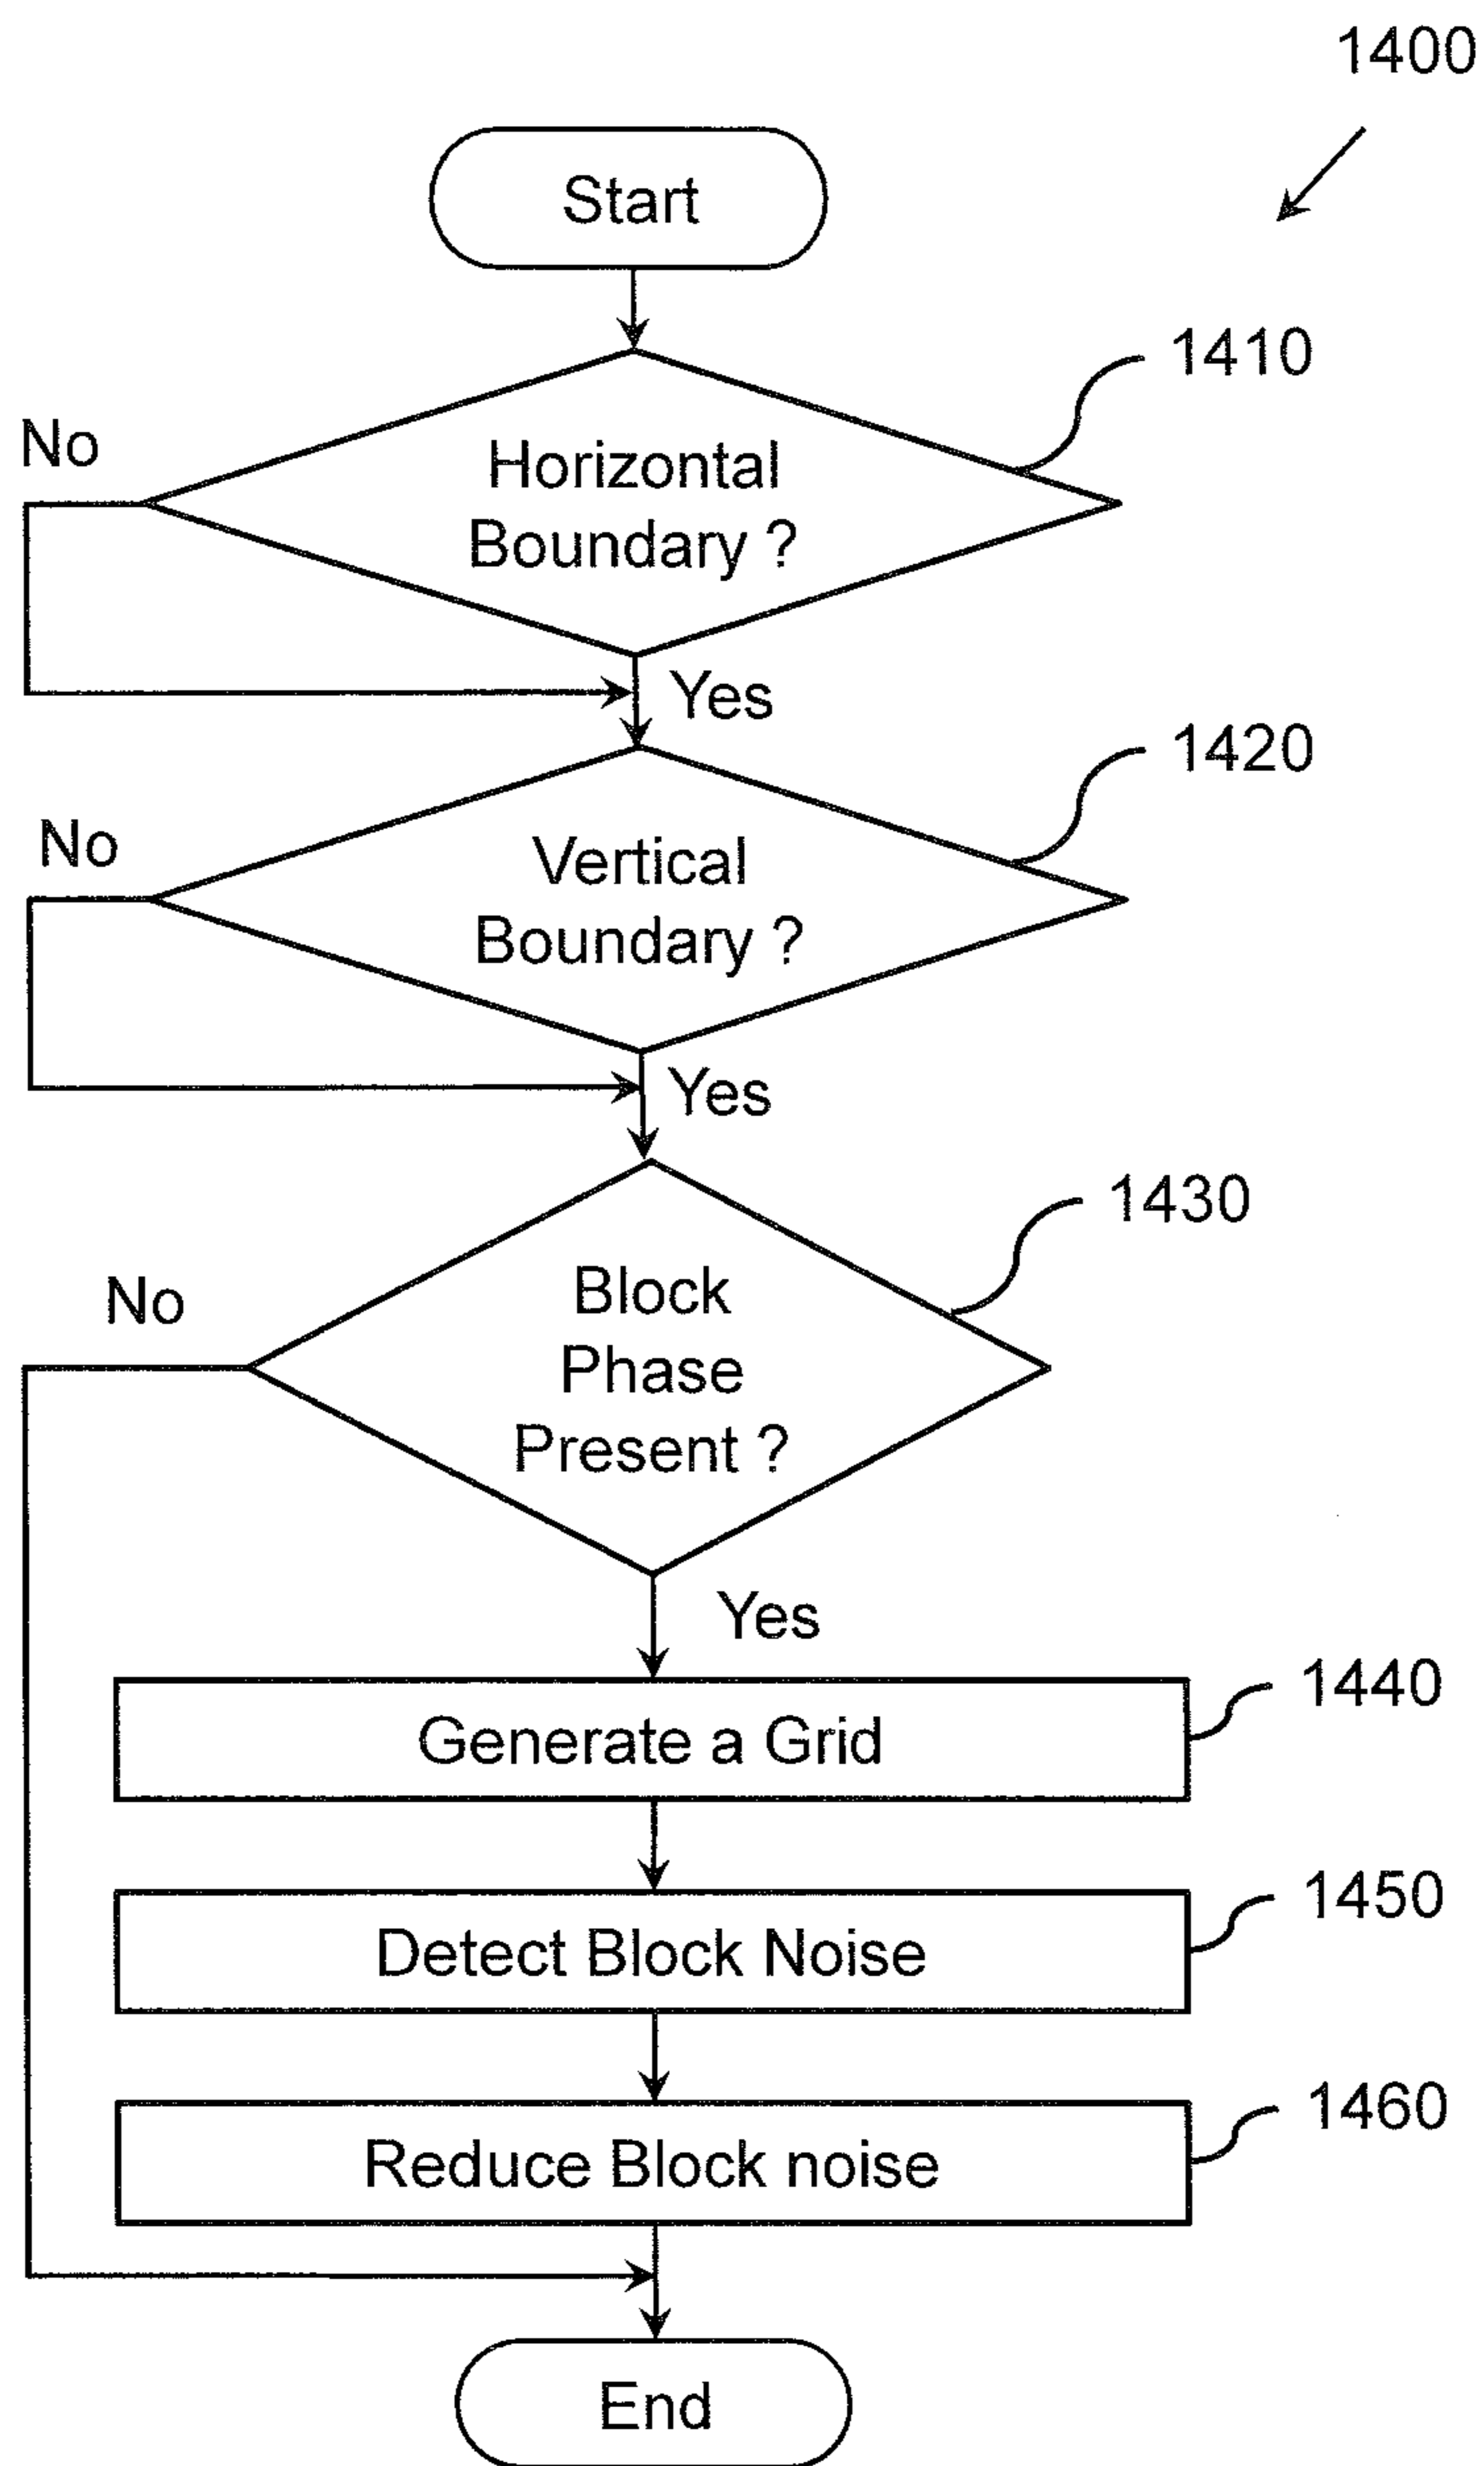 1400
Start
1410
No
Horizontal
Boundary ?
Yes
1420
No
Vertical
Boundary ?
Yes
1430
No
Block
Phase
Present ?
Yes
1440
Generate a Grid
1450
Detect Block Noise
1460
Reduce Block noise
End